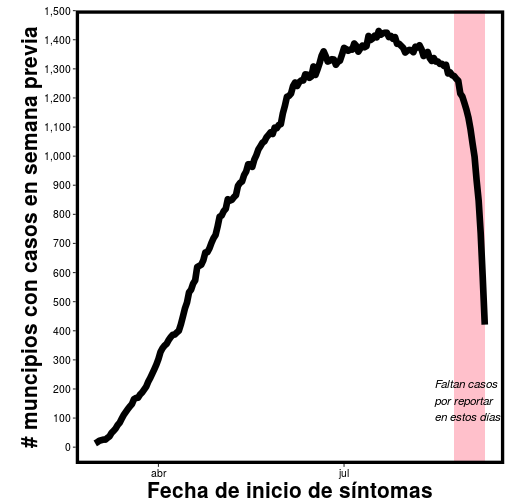 # muncipios con casos en semana previa
1,500
1,400
1,300
1,200
1,100
1,000
900
800
700
600
500
400
300
200
100
0
Faltan casos
por reportar
en estos días
abr
jul
Fecha de inicio de síntomas